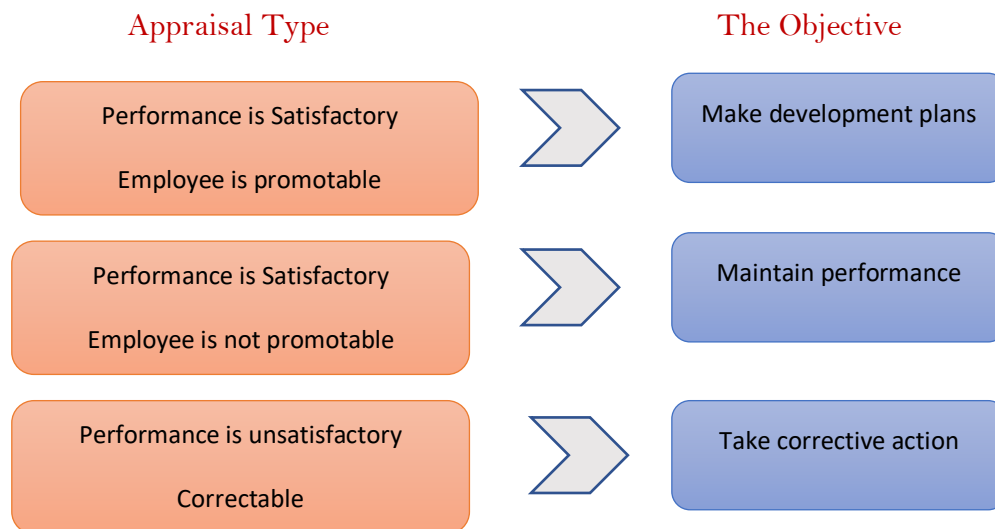 Appraisal Type
The Objective
Performance is Satisfactory
Employee is promotable
Make development plans
Performance is Satisfactory
Employee is not promotable
Maintain performance
Performance is unsatisfactory
Correctable
Take corrective action